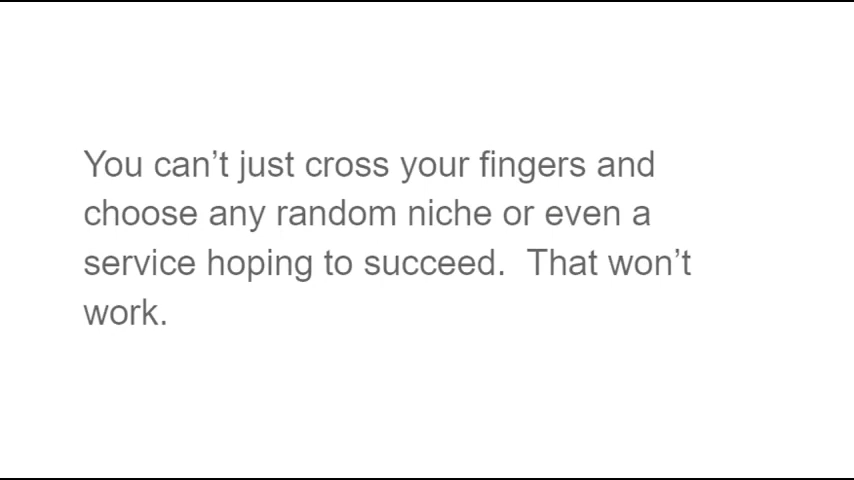 You can’t just cross your fingers and
choose any random niche or even a
service hoping to succeed.  That won’t
work.